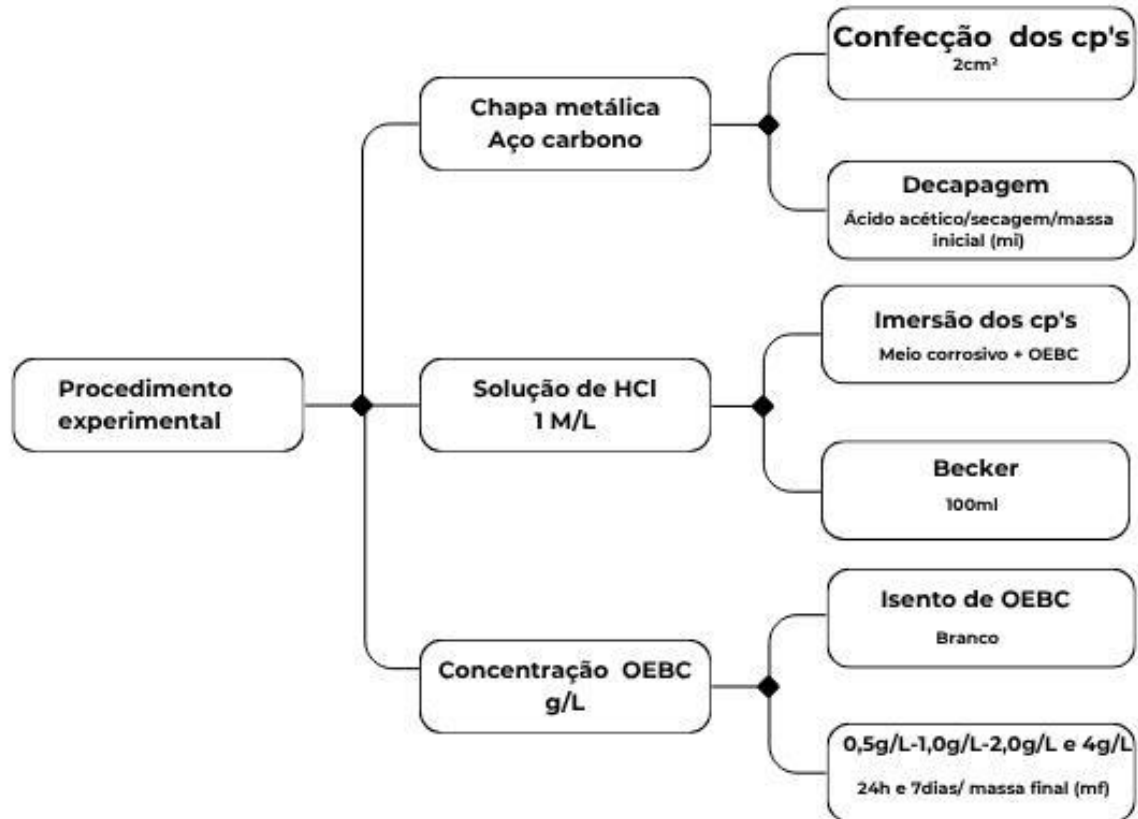 Confecção dos cp's
2cm²
Chapa metálica
Aço carbono
Decapagem
Ácido acético/secagem/massa
inicial (mi)
Imersão dos cp's
Meio corrosivo + OEBC
Procedimento
experimental
Solução de HCl
1 M/L
Becker
100ml
Isento de OEBC
Branco
Concentração OEBC
g/L
0,5g/L-1,0g/L-2,0g/L e 4g/L
24h e 7dias/ massa final (mf)